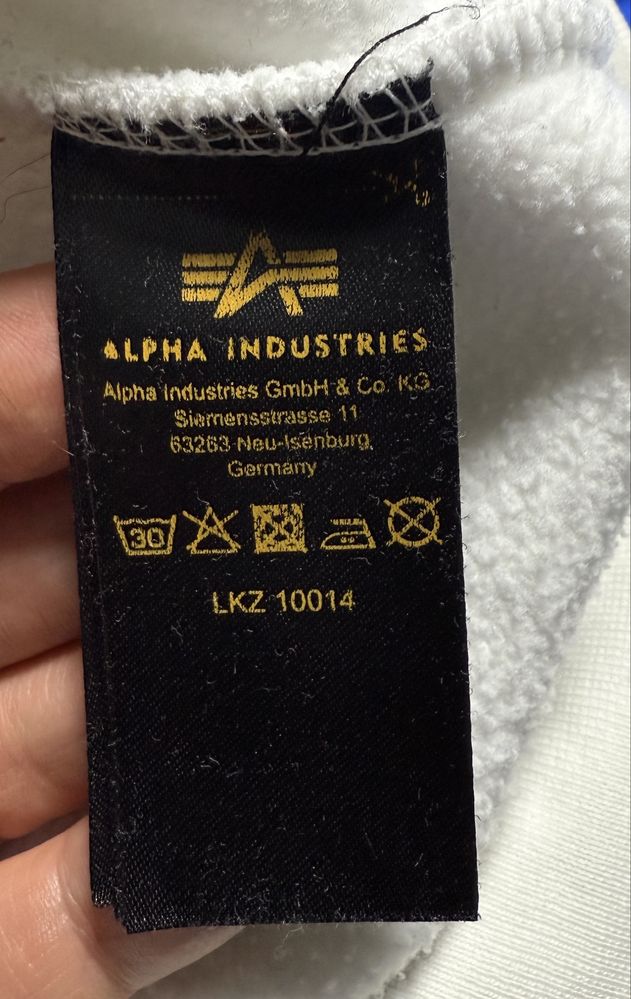 ALPHA INDUSTRIES
Alpha Industries GmbH & Co. KG
Siemensstrasse 11
63263 Neu-Isenburg
Germany
30
LKZ 10014